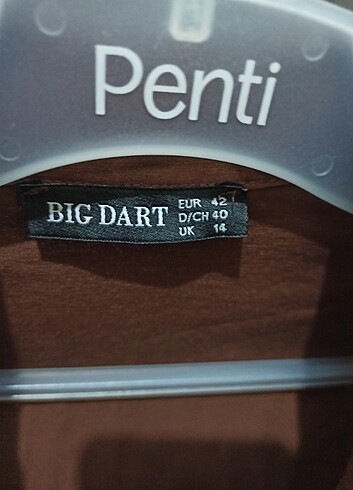 Penti
BIG DART
EUR 42
D/CH 40
UK 14